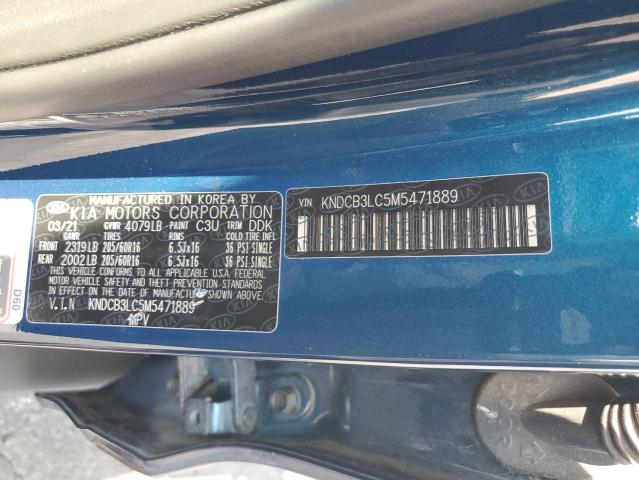 MANUFACTURED IN KOREA BY
KIA MOTORS CORPORATION
03/21 GVWR 4079LB PAINT C3U TRIM DDK
GAWR TIRES RIMS COLD TIRE INFL
FRONT 2319LB 205/60R16 6.5Jx16 36 PSI SINGLE
REAR 2002LB 205/60R16 6.5Jx16 36 PSI SINGLE
THIS VEHICLE CONFORMS TO ALL APPLICABLE U.S.
FEDERAL MOTOR VEHICLE SAFETY AND THEFT
PREVENTION STANDARDS IN EFFECT ON THE DATE
OF MANUFACTURE SHOWN ABOVE.
V.I.N KNDCB3LC5M5471889
MPV
VIN KNDCB3LC5M5471889
D60